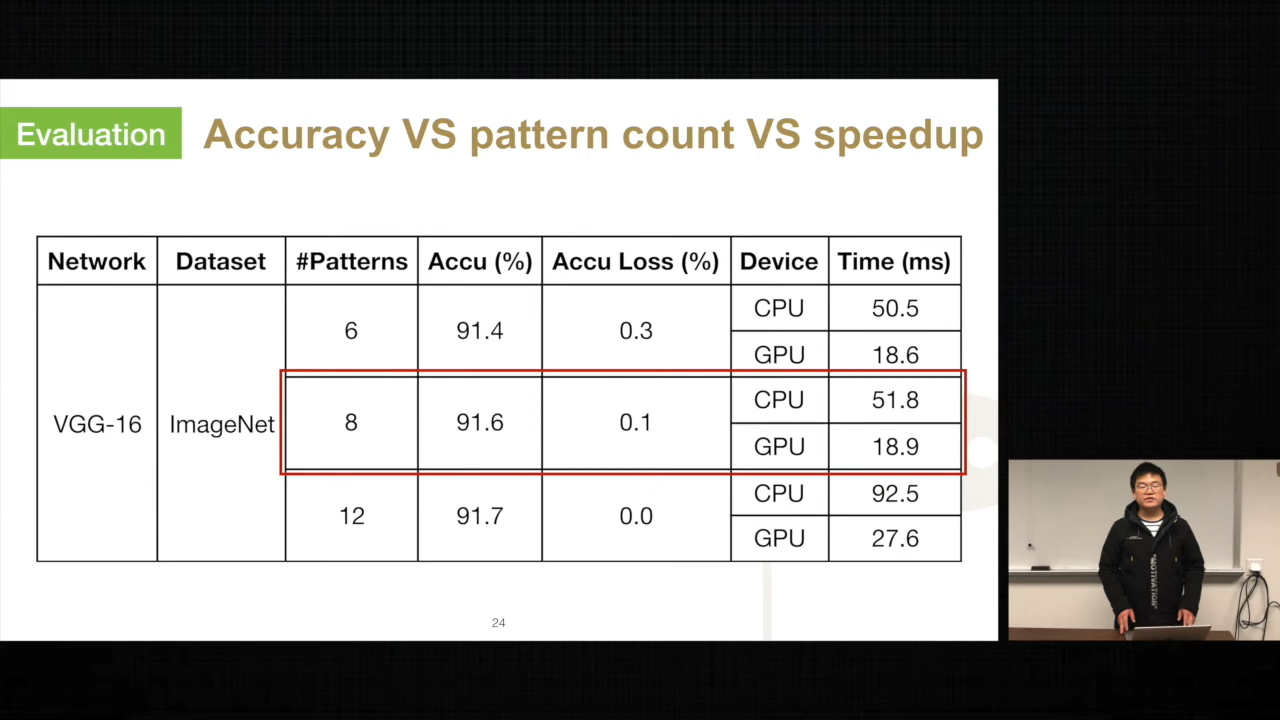 Evaluation Accuracy VS pattern count VS speedup
Network Dataset #Patterns Accu (%) Accu Loss (%) Device Time (ms)
VGG-16 ImageNet
6 91.4 0.3
CPU 50.5
GPU 18.6
8 91.6 0.1
CPU 51.8
GPU 18.9
12 91.7 0.0
CPU 92.5
GPU 27.6
24
"MOTIVATION"